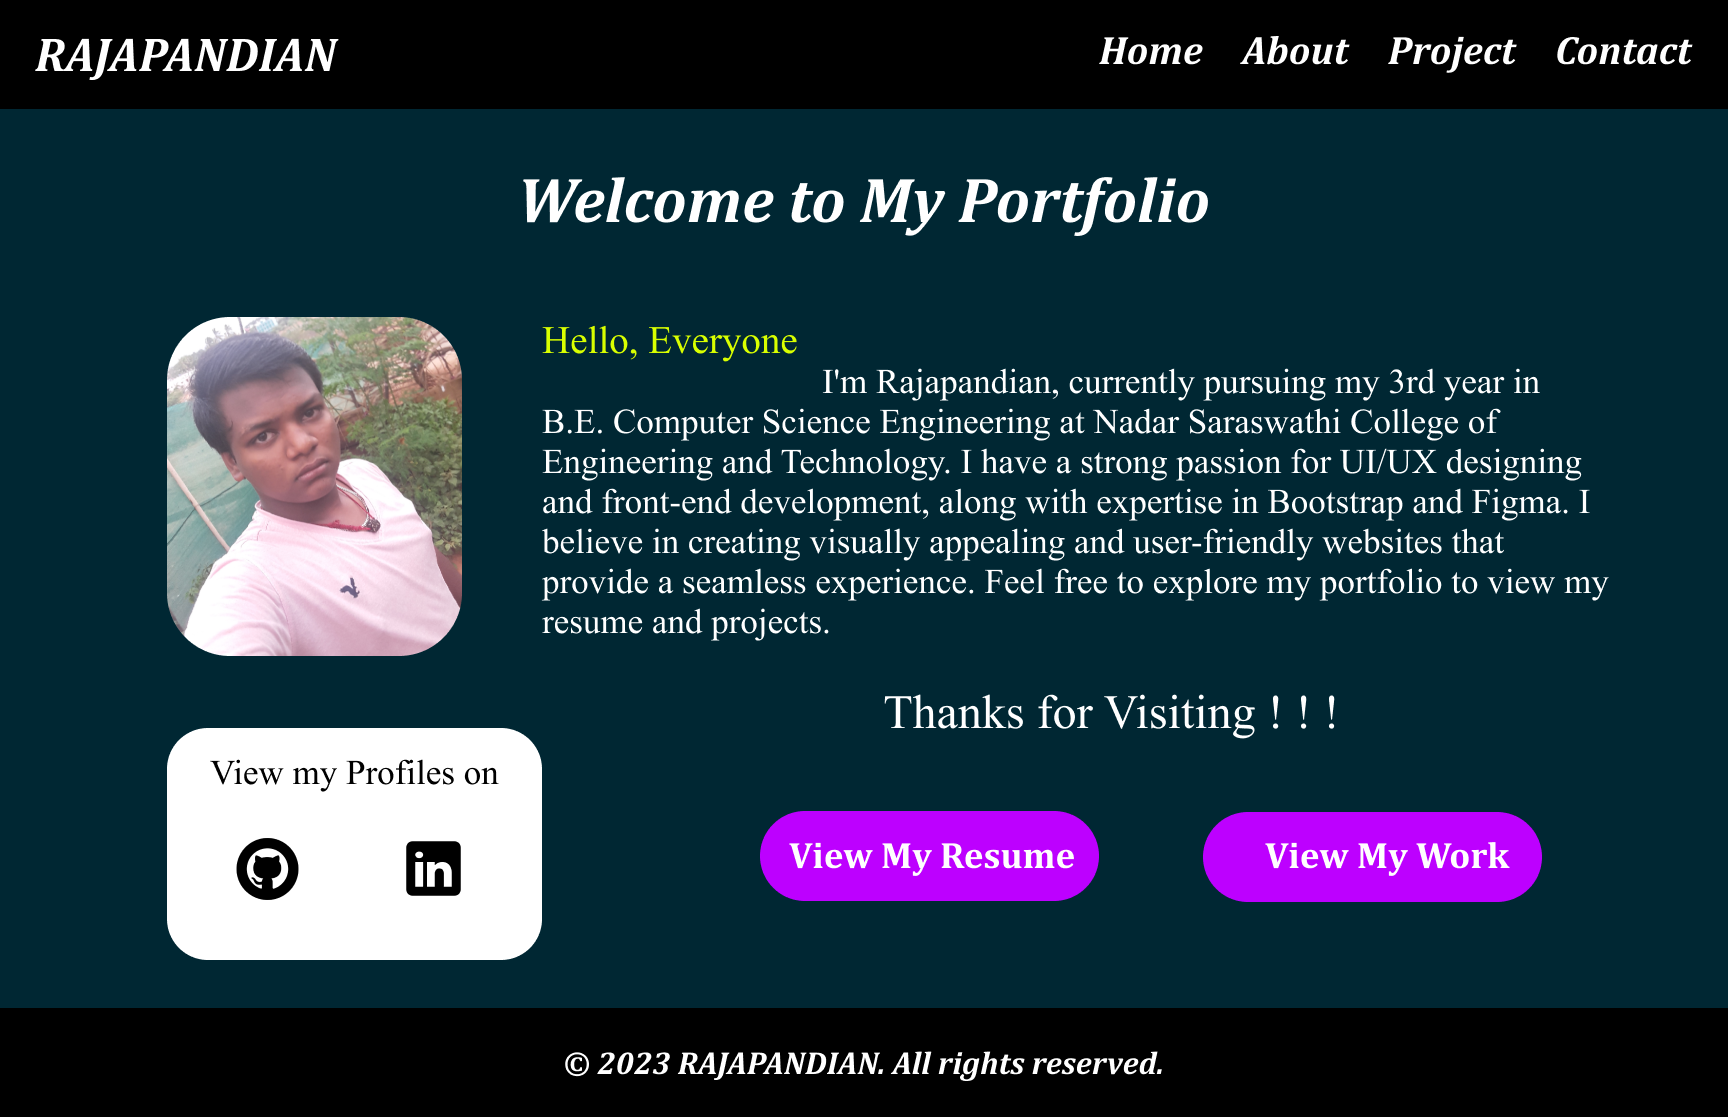 RAJAPANDIAN
Home About Project Contact
Welcome to My Portfolio
Hello, Everyone
I'm Rajapandian, currently pursuing my 3rd year in
B.E. Computer Science Engineering at Nadar Saraswathi College of
Engineering and Technology. I have a strong passion for UI/UX designing
and front-end development, along with expertise in Bootstrap and Figma. I
believe in creating visually appealing and user-friendly websites that
provide a seamless experience. Feel free to explore my portfolio to view my
resume and projects.
Thanks for Visiting ! ! !
View my Profiles on
in
View My Resume
View My Work
© 2023 RAJAPANDIAN. All rights reserved.